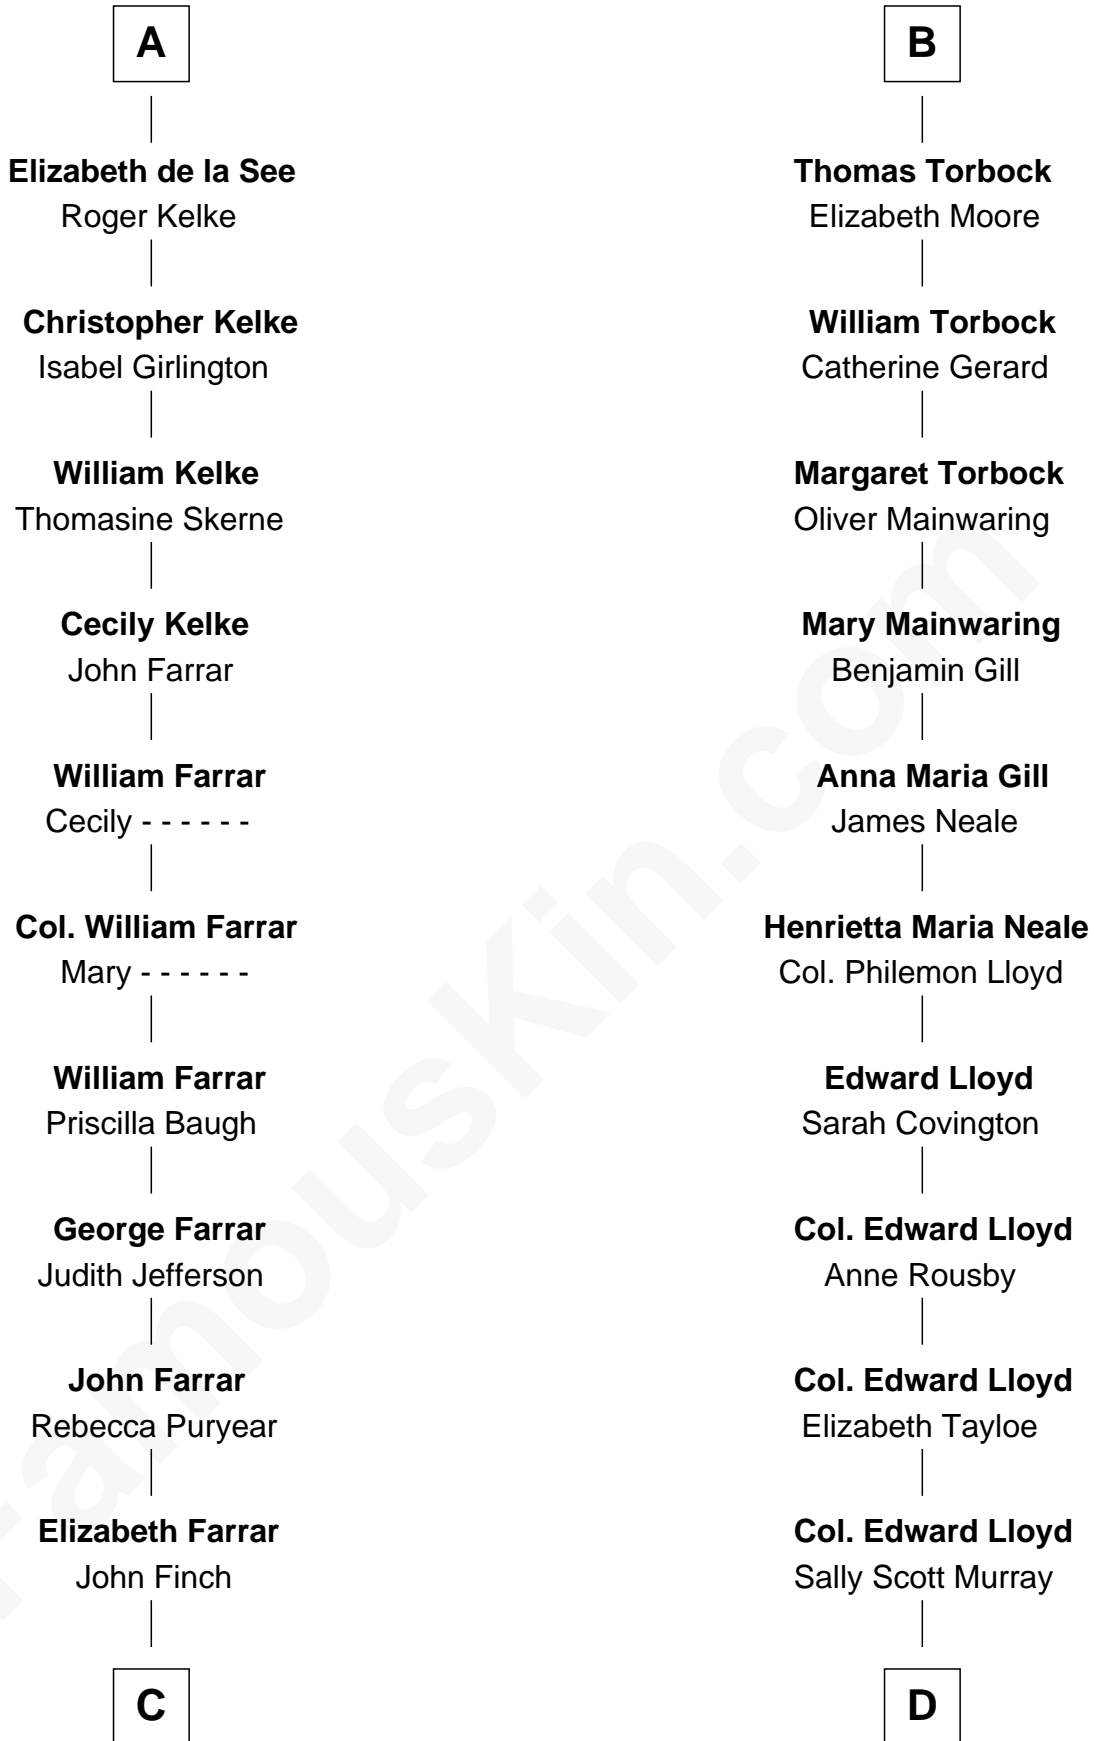 A
Elizabeth de la See
Roger Kelke
Christopher Kelke
Isabel Girlington
William Kelke
Thomasine Skerne
Cecily Kelke
John Farrar
William Farrar
Cecily - - - - - -
Col. William Farrar
Mary - - - - - -
William Farrar
Priscilla Baugh
George Farrar
Judith Jefferson
John Farrar
Rebecca Puryear
Elizabeth Farrar
John Finch
C
B
Thomas Torbock
Elizabeth Moore
William Torbock
Catherine Gerard
Margaret Torbock
Oliver Mainwaring
Mary Mainwaring
Benjamin Gill
Anna Maria Gill
James Neale
Henrietta Maria Neale
Col. Philemon Lloyd
Edward Lloyd
Sarah Covington
Col. Edward Lloyd
Anne Rousby
Col. Edward Lloyd
Elizabeth Tayloe
Col. Edward Lloyd
Sally Scott Murray
D
FamousKin.com